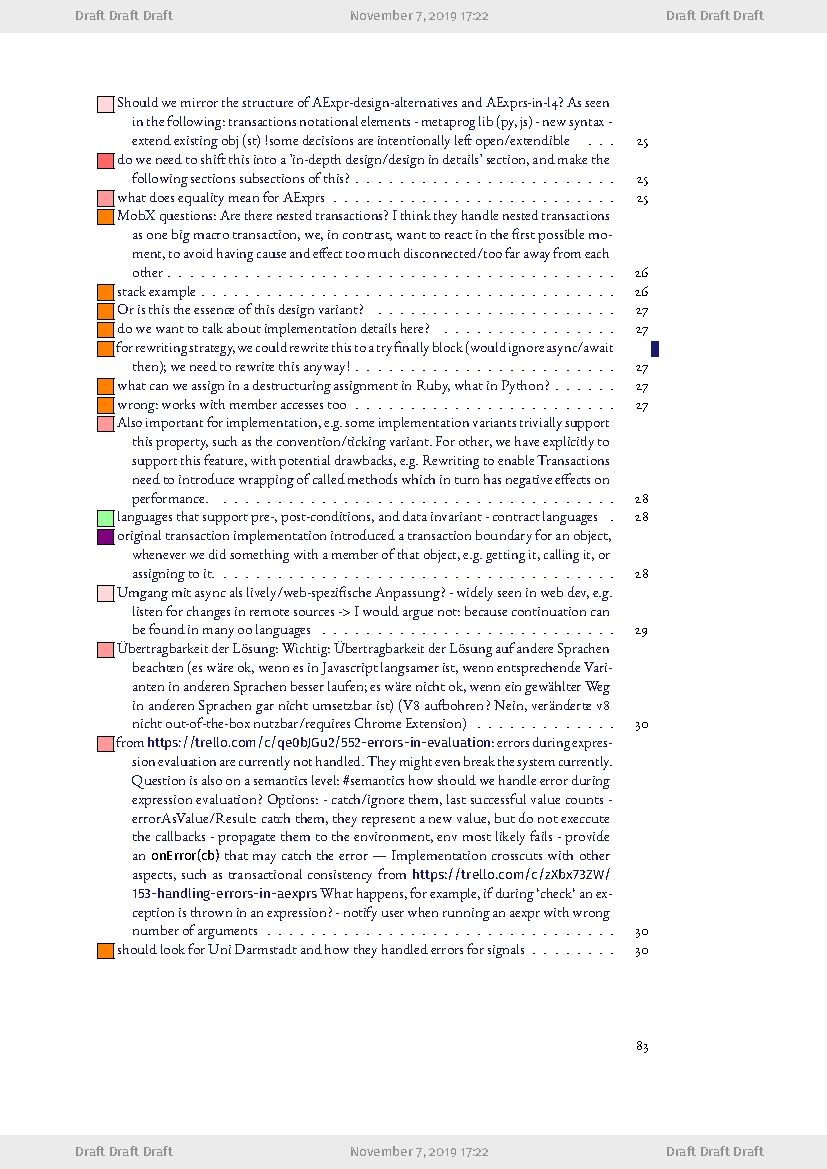 Draft Draft Draft November 7, 2019 17:22 Draft Draft Draft
Should we mirror the structure of AExpr-design-alternatives and AExprs-in-l4? As seen
in the following: transactions notational elements - metaprog lib (py, js) - new syntax -
extend existing obj (st) !some decisions are intentionally left open/extendible . . . 25
do we need to shift this into a 'in-depth design/design in details' section, and make the
following sections subsections of this? . . . . . . . . . . . . . . . . . . . . . . . . . 25
what does equality mean for AExprs . . . . . . . . . . . . . . . . . . . . . . . . . . . 25
MobX questions: Are there nested transactions? I think they handle nested transactions
as one big macro transaction, we, in contrast, want to react in the first possible mo-
ment, to avoid having cause and effect too much disconnected/too far away from each
other . . . . . . . . . . . . . . . . . . . . . . . . . . . . . . . . . . . . . . . . . . 26
stack example . . . . . . . . . . . . . . . . . . . . . . . . . . . . . . . . . . . . . . 26
Or is this the essence of this design variant? . . . . . . . . . . . . . . . . . . . . . . 27
do we want to talk about implementation details here? . . . . . . . . . . . . . . . . 27
for rewriting strategy, we could rewrite this to a try finally block (would ignore async/await
then); we need to rewrite this anyway! . . . . . . . . . . . . . . . . . . . . . . . . . 27
what can we assign in a destructuring assignment in Ruby, what in Python? . . . . . . 27
wrong: works with member accesses too . . . . . . . . . . . . . . . . . . . . . . . . . 27
Also important for implementation, e.g. some implementation variants trivially support
this property, such as the convention/ticking variant. For other, we have explicitly to
support this feature, with potential drawbacks, e.g. Rewriting to enable Transactions
need to introduce wrapping of called methods which in turn has negative effects on
performance. . . . . . . . . . . . . . . . . . . . . . . . . . . . . . . . . . . . . . . 28
languages that support pre-, post-conditions, and data invariant - contract languages . 28
original transaction implementation introduced a transaction boundary for an object,
whenever we did something with a member of that object, e.g. getting it, calling it, or
assigning to it. . . . . . . . . . . . . . . . . . . . . . . . . . . . . . . . . . . . . . 28
Umgang mit async als lively/web-spezifische Anpassung? - widely seen in web dev, e.g.
listen for changes in remote sources -> I would argue not: because continuation can
be found in many oo languages . . . . . . . . . . . . . . . . . . . . . . . . . . . . 29
Übertragbarkeit der Lösung: Wichtig: Übertragbarkeit der Lösung auf andere Sprachen
beachten (es wäre ok, wenn es in Javascript langsamer ist, wenn entsprechende Vari-
anten in anderen Sprachen besser laufen; es wäre nicht ok, wenn ein gewählter Weg
in anderen Sprachen gar nicht umsetzbar ist) (V8 aufbohren? Nein, veränderte v8
nicht out-of-the-box nutzbar/requires Chrome Extension) . . . . . . . . . . . . . 30
from https://trello.com/c/qe0bJGu2/552-errors-in-evaluation: errors during expres-
sion evaluation are currently not handled. They might even break the system currently.
Question is also on a semantics level: #semantics how should we handle error during
expression evaluation? Options: - catch/ignore them, last successful value counts -
errorAsValue/Result: catch them, they represent a new value, but do not execcute
the callbacks - propagate them to the environment, env most likely fails - provide
an onError(cb) that may catch the error — Implementation crosscuts with other
aspects, such as transactional consistency from https://trello.com/c/zXbx73ZW/
153-handling-errors-in-aexprs What happens, for example, if during 'check' an ex-
ception is thrown in an expression? - notify user when running an aexpr with wrong
number of arguments . . . . . . . . . . . . . . . . . . . . . . . . . . . . . . . . . 30
should look for Uni Darmstadt and how they handled errors for signals . . . . . . . . 30
83
Draft Draft Draft November 7, 2019 17:22 Draft Draft Draft